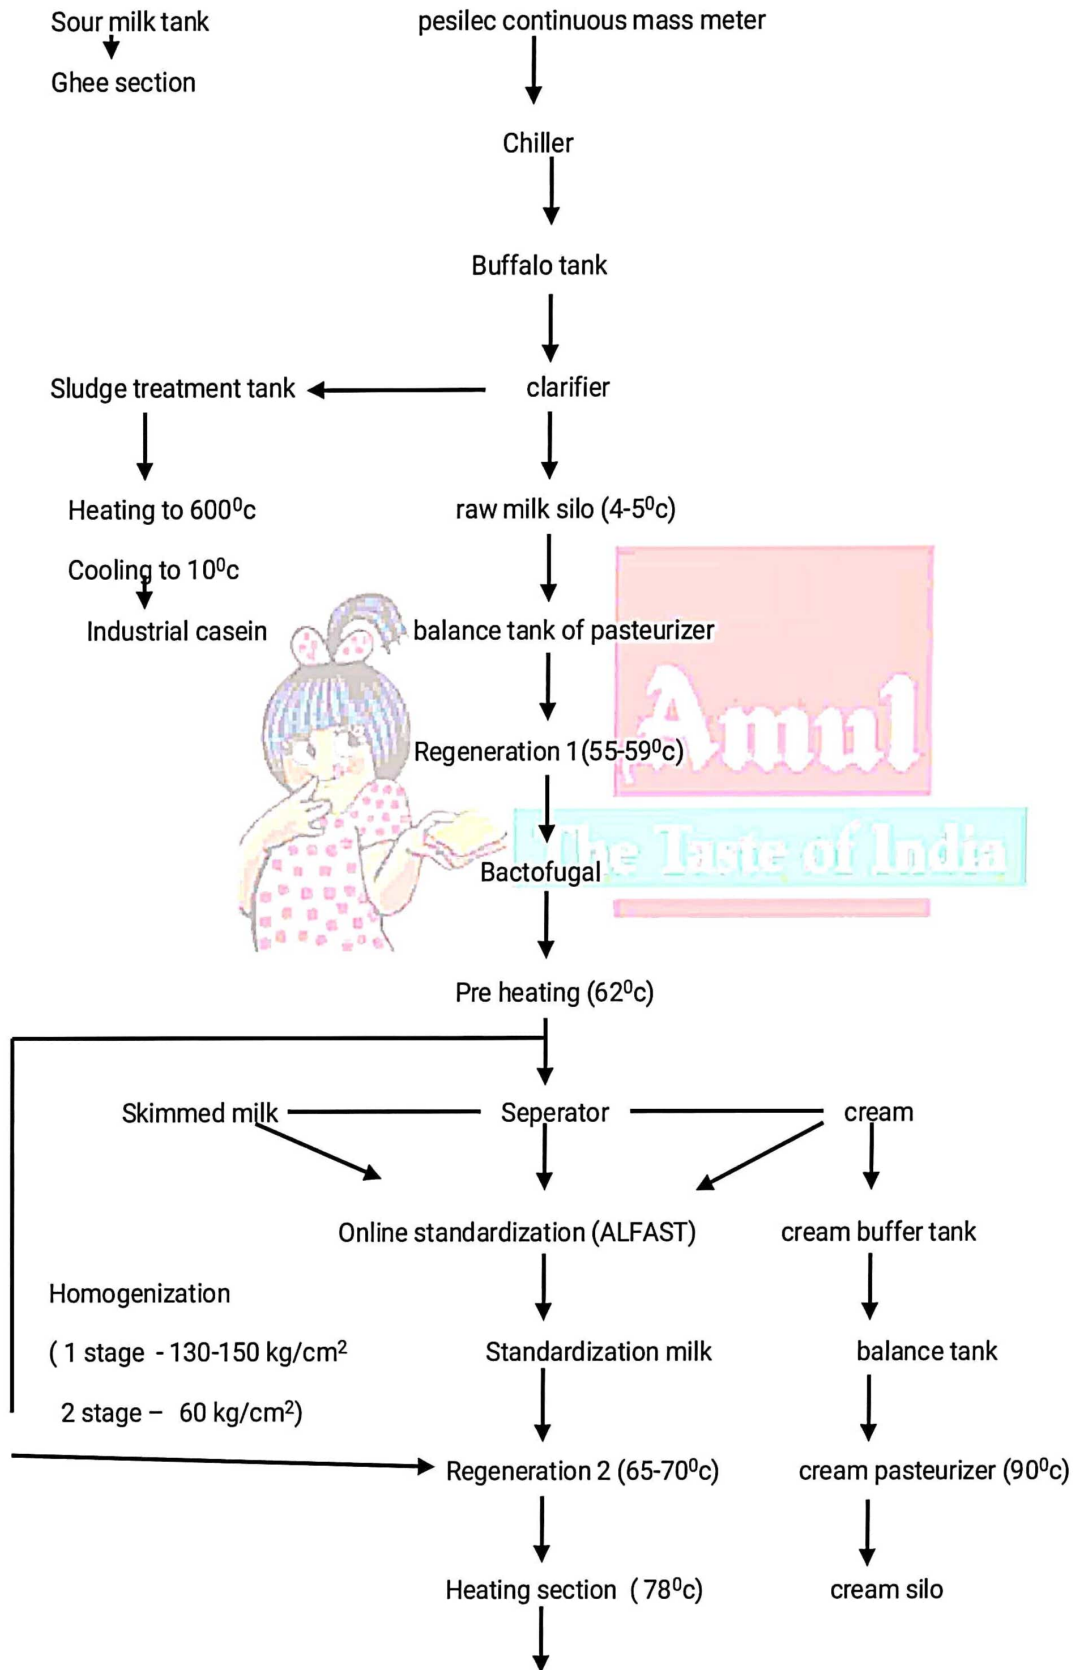 Sour milk tank
pesilec continuous mass meter
Ghee section
Chiller
Buffalo tank
Sludge treatment tank
clarifier
Heating to 600⁰c
raw milk silo (4-5⁰c)
Cooling to 10⁰c
Industrial casein
balance tank of pasteurizer
Amul
Regeneration 1(55-59⁰c)
The Taste of India
Bactofugal
Pre heating (62⁰c)
Skimmed milk
Seperator
cream
Online standardization (ALFAST)
cream buffer tank
Homogenization
( 1 stage - 130-150 kg/cm²
Standardization milk
balance tank
2 stage – 60 kg/cm²)
Regeneration 2 (65-70⁰c)
cream pasteurizer (90⁰c)
Heating section ( 78⁰c)
cream silo